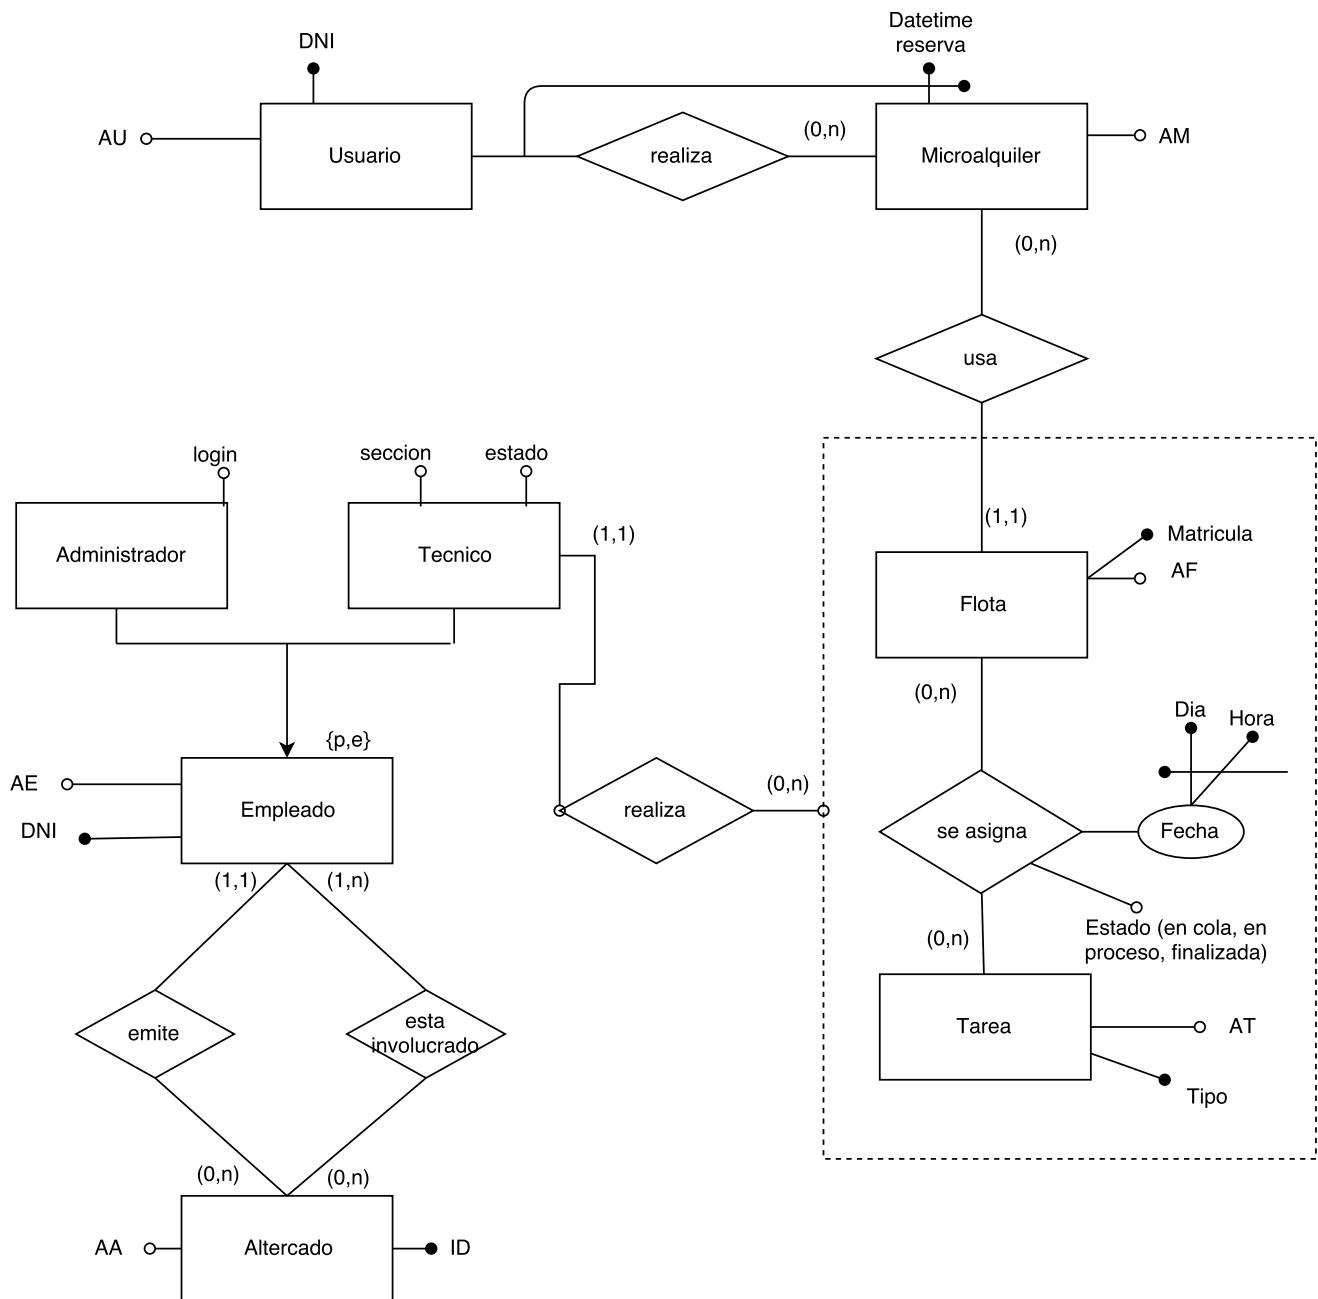 Datetime
reserva
DNI
AU
Usuario
realiza
(0,n)
Microalquiler
AM
(0,n)
usa
login
seccion
estado
Administrador
Tecnico
(1,1)
(1,1)
Matricula
AF
Flota
(0,n)
Dia
Hora
{p,e}
AE
Empleado
DNI
realiza
(0,n)
se asigna
Fecha
(1,1)
(1,n)
Estado (en cola, en
proceso, finalizada)
(0,n)
emite
esta
involucrado
Tarea
AT
Tipo
(0,n)
(0,n)
AA
Altercado
ID